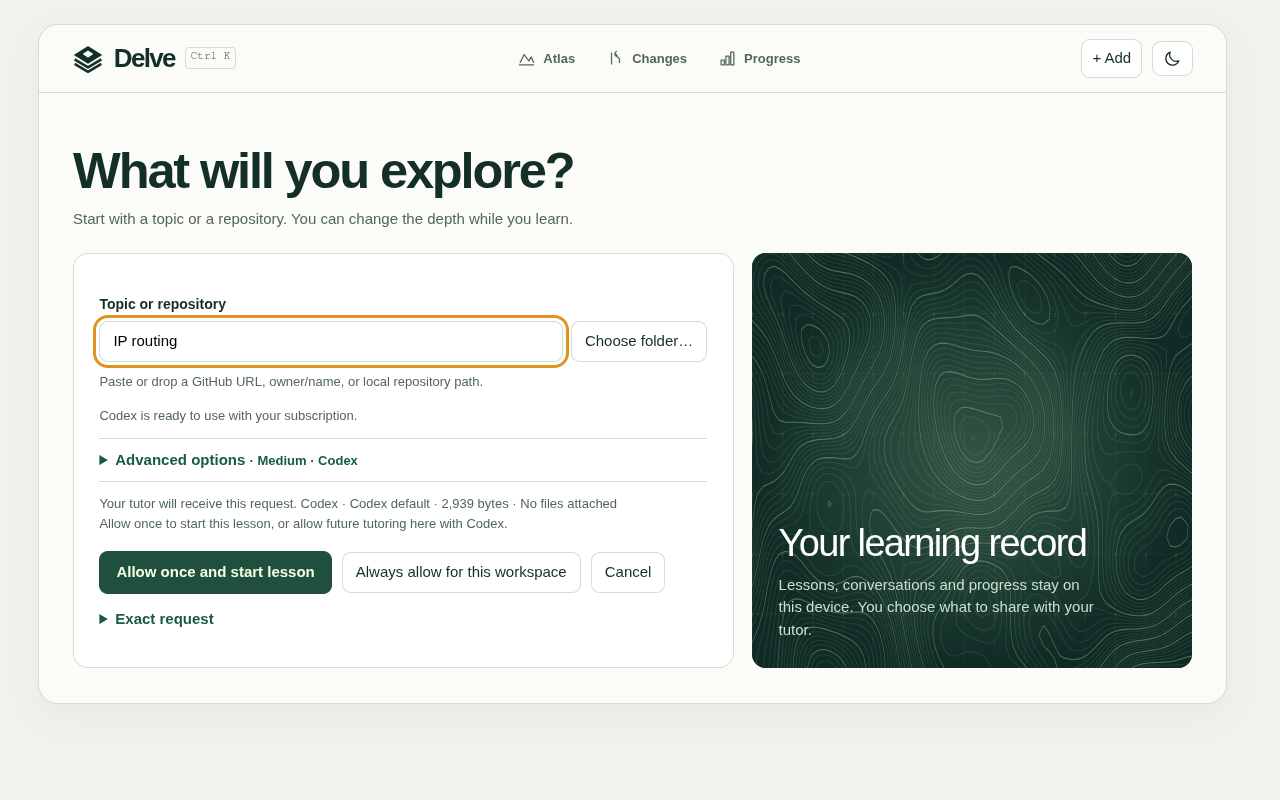 Delve
Ctrl K
Atlas
Changes
Progress
+ Add
What will you explore?
Start with a topic or a repository. You can change the depth while you learn.
Topic or repository
IP routing
Choose folder…
Paste or drop a GitHub URL, owner/name, or local repository path.
Codex is ready to use with your subscription.
Advanced options · Medium · Codex
Your tutor will receive this request. Codex · Codex default · 2,939 bytes · No files attached
Allow once to start this lesson, or allow future tutoring here with Codex.
Allow once and start lesson
Always allow for this workspace
Cancel
Exact request
Your learning record
Lessons, conversations and progress stay on
this device. You choose what to share with your
tutor.